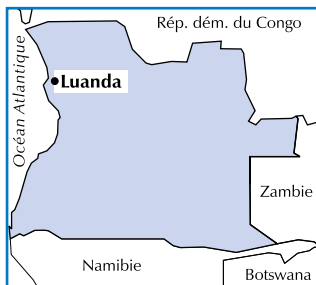 Rép. dém. du Congo
Océan Atlantique
Luanda
Zambie
Namibie
Botswana